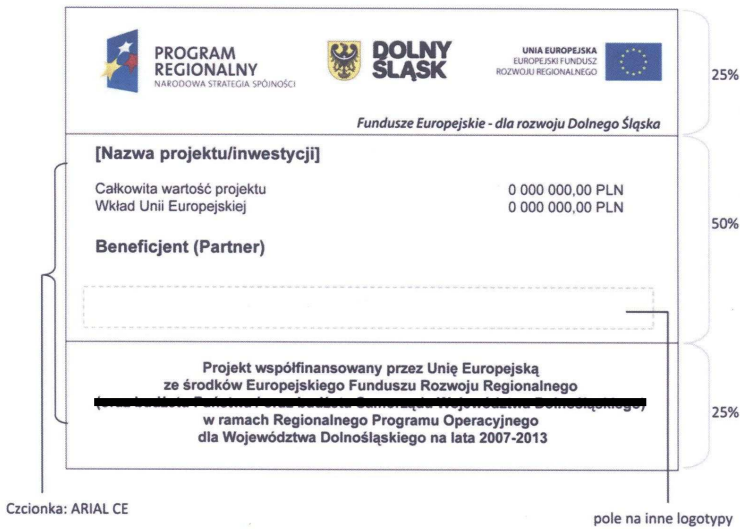 PROGRAM
REGIONALNY
NARODOWA STRATEGIA SPÓJNOŚCI
DOLNY
ŚLĄSK
UNIA EUROPEJSKA
EUROPEJSKI FUNDUSZ
ROZWOJU REGIONALNEGO
25%
Fundusze Europejskie - dla rozwoju Dolnego Śląska
[Nazwa projektu/inwestycji]
Całkowita wartość projektu 0 000 000,00 PLN
Wkład Unii Europejskiej 0 000 000,00 PLN
50%
Beneficjent (Partner)
Projekt współfinansowany przez Unię Europejską
ze środków Europejskiego Funduszu Rozwoju Regionalnego
25%
w ramach Regionalnego Programu Operacyjnego
dla Województwa Dolnośląskiego na lata 2007-2013
Czcionka: ARIAL CE
pole na inne logotypy